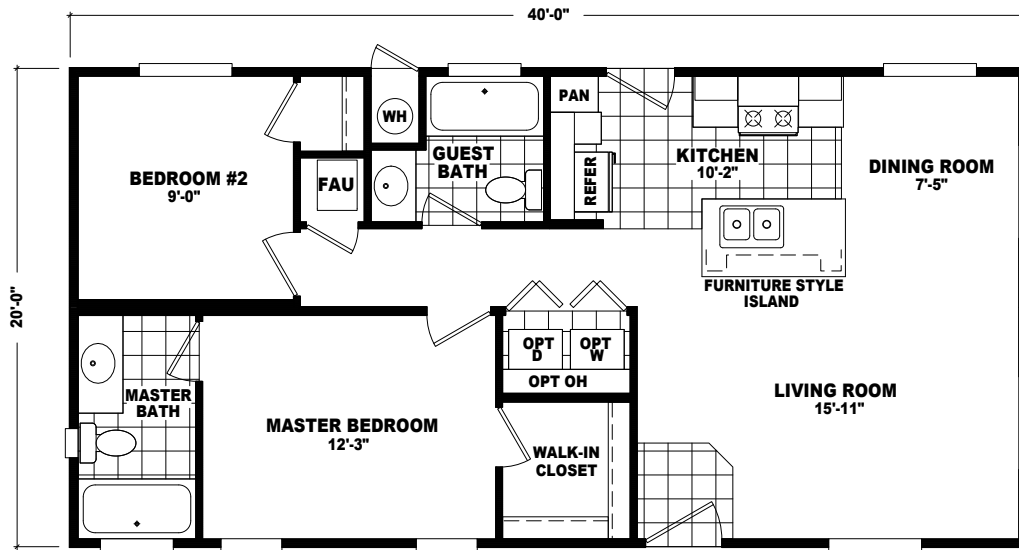 40'-0"
20'-0"
WH
PAN
GUEST
BATH
KITCHEN
10'-2"
DINING ROOM
7'-5"
BEDROOM #2
9'-0"
FAU
REFER
FURNITURE STYLE
ISLAND
OPT
D
OPT
W
OPT OH
MASTER
BATH
MASTER BEDROOM
12'-3"
WALK-IN
CLOSET
LIVING ROOM
15'-11"